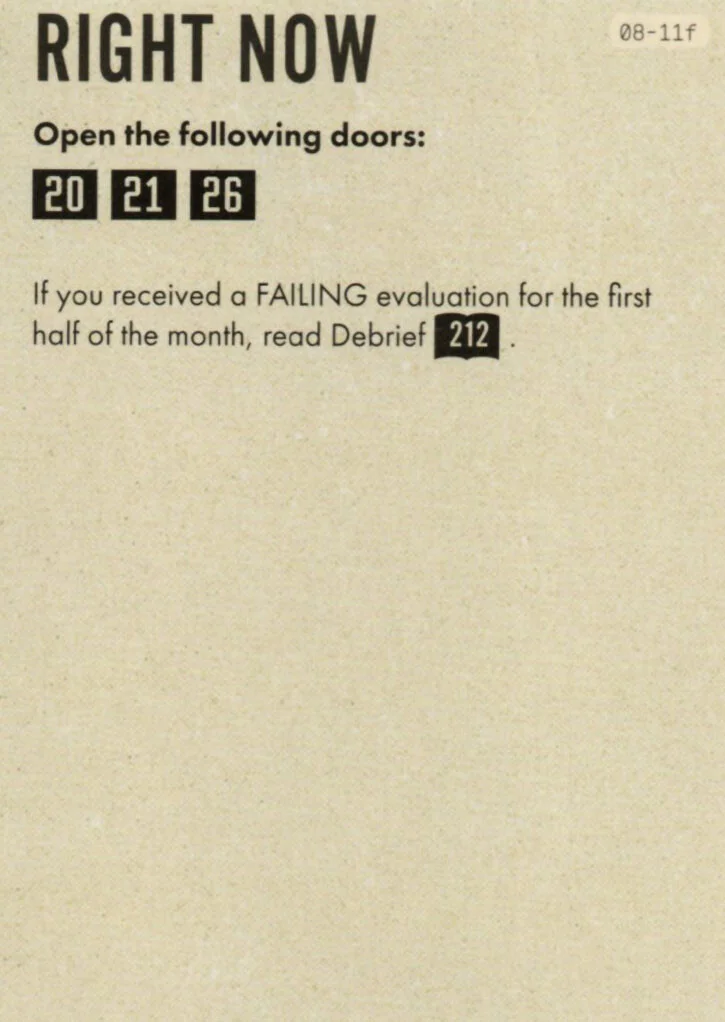 RIGHT NOW
08-11f
Open the following doors:
20 21 26
If you received a FAILING evaluation for the first
half of the month, read Debrief 212 .